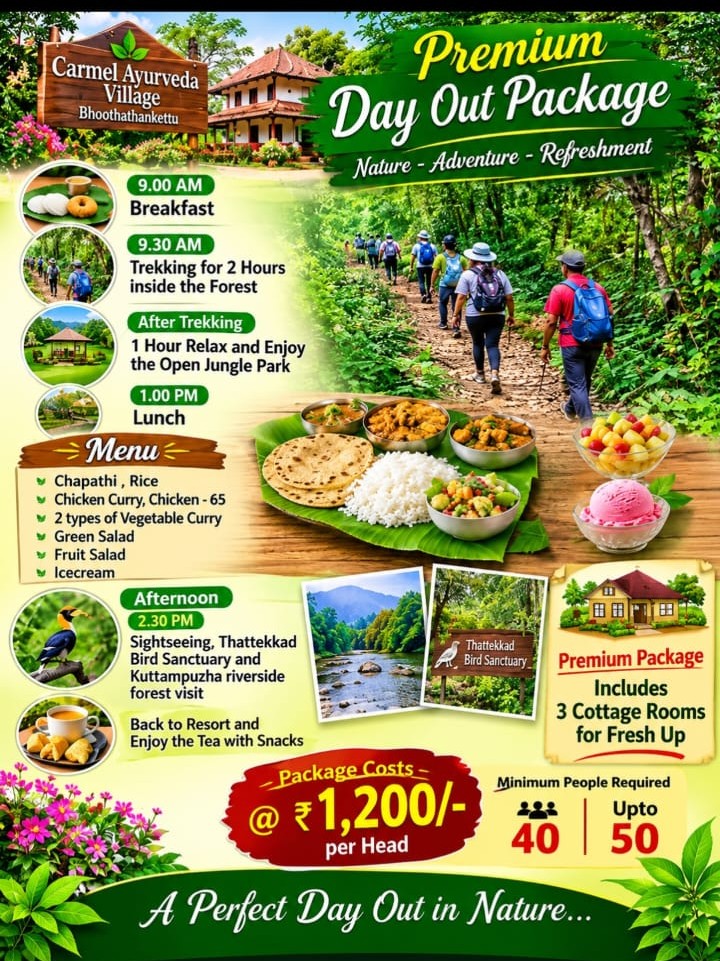 Carmel Ayurveda
Village
Bhoothathankettu
Premium
Day Out Package
Nature - Adventure - Refreshment
9.00 AM
Breakfast
9.30 AM
Trekking for 2 Hours
inside the Forest
After Trekking
1 Hour Relax and Enjoy
the Open Jungle Park
1.00 PM
Lunch
Menu
Chapathi , Rice
Chicken Curry, Chicken - 65
2 types of Vegetable Curry
Green Salad
Fruit Salad
Icecream
Afternoon
2.30 PM
Sightseeing, Thattekkad
Bird Sanctuary and
Kuttampuzha riverside
forest visit
Back to Resort and
Enjoy the Tea with Snacks
Thattekkad
Bird Sanctuary
Premium Package
Includes
3 Cottage Rooms
for Fresh Up
Package Costs
@ ₹1,200/-
per Head
Minimum People Required
40
Upto
50
A Perfect Day Out in Nature...